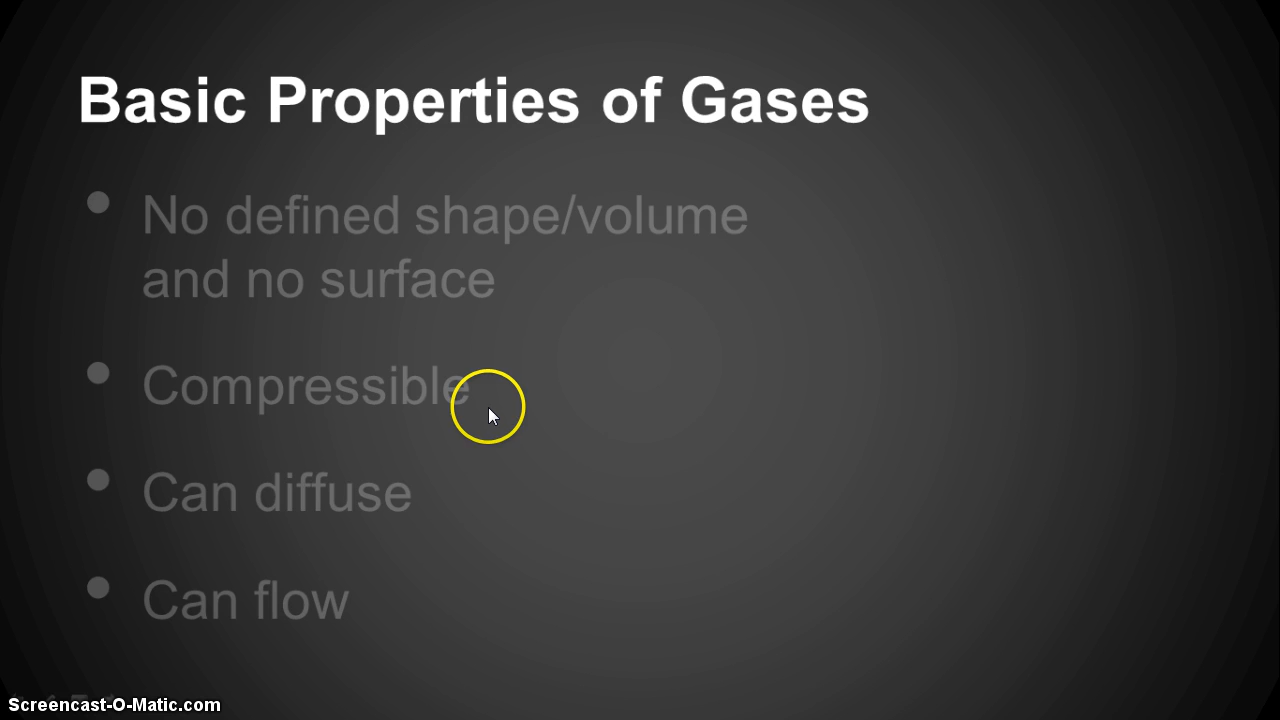 Basic Properties of Gases
• No defined shape/volume
and no surface
• Compressible
• Can diffuse
• Can flow
Screencast-O-Matic.com